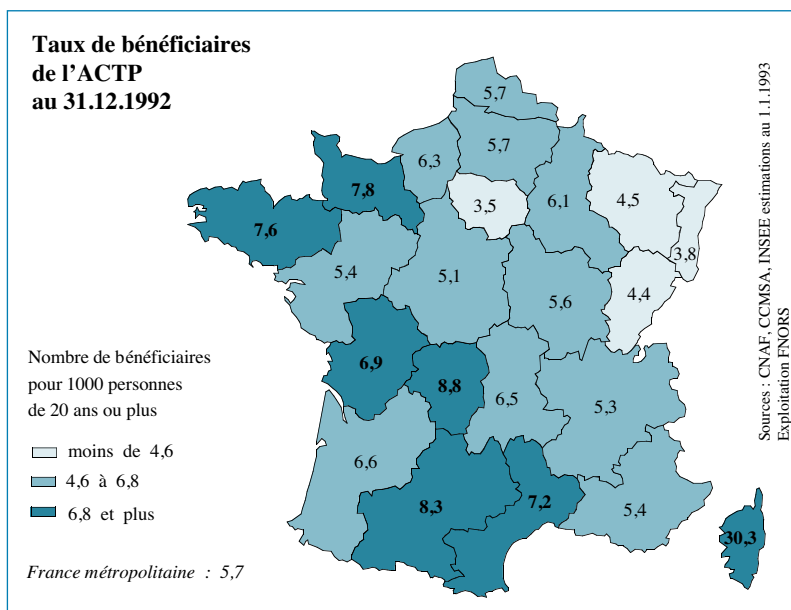 Taux de bénéficiaires
de l'ACTP
au 31.12.1992
5,7
5,7
6,3
7,8
3,5
6,1
4,5
3,8
7,6
5,4
5,1
5,6
4,4
6,9
8,8
6,5
5,3
6,6
8,3
7,2
5,4
30,3
Nombre de bénéficiaires
pour 1000 personnes
de 20 ans ou plus
moins de 4,6
4,6 à 6,8
6,8 et plus
France métropolitaine : 5,7
Sources : CNAF, CCMSA, INSEE estimations au 1.1.1993
Exploitation FNORS